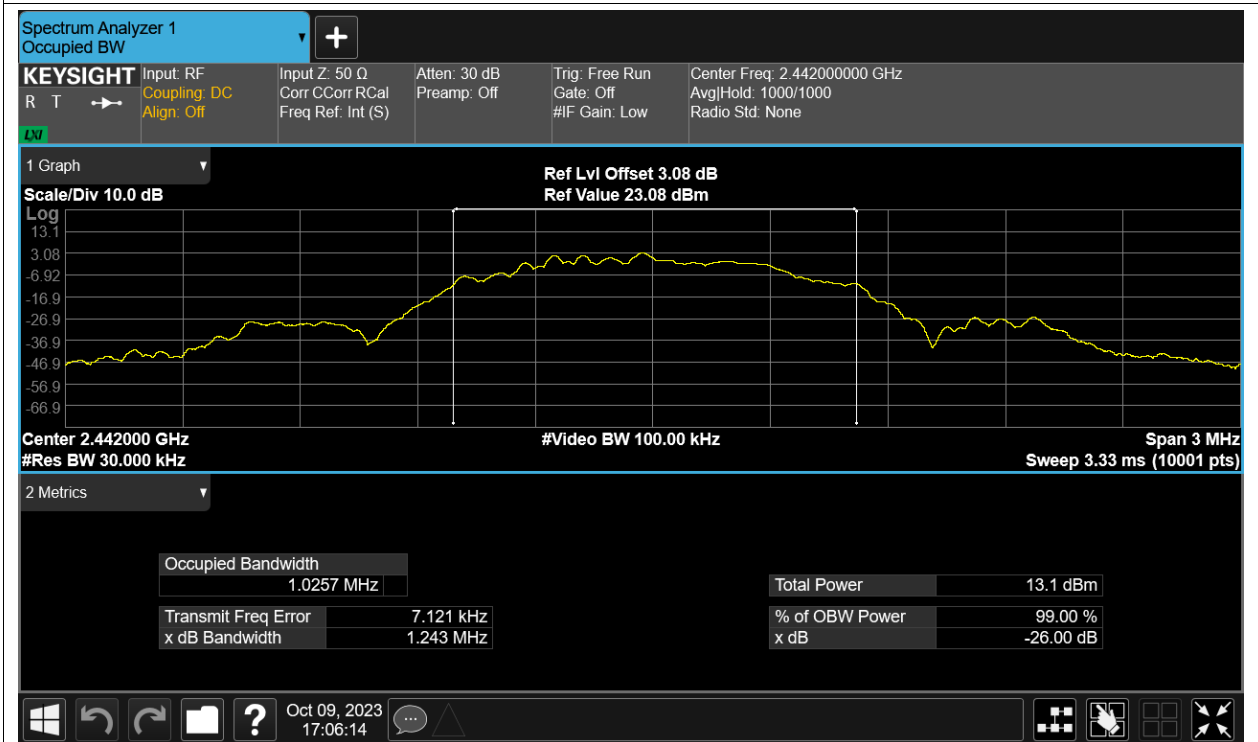 Spectrum Analyzer 1
Occupied BW
KEYSIGHT
R T
LXI
Input: RF
Coupling: DC
Align: Off
Input Z: 50 Ω
Corr CCorr RCal
Freq Ref: Int (S)
Atten: 30 dB
Preamp: Off
Trig: Free Run
Gate: Off
#IF Gain: Low
Center Freq: 2.442000000 GHz
Avg|Hold: 1000/1000
Radio Std: None
1 Graph
Scale/Div 10.0 dB
Ref Lvl Offset 3.08 dB
Ref Value 23.08 dBm
Log
13.1
3.08
-6.92
-16.9
-26.9
-36.9
-46.9
-56.9
-66.9
Center 2.442000 GHz
#Video BW 100.00 kHz
Span 3 MHz
#Res BW 30.000 kHz
Sweep 3.33 ms (10001 pts)
2 Metrics
Occupied Bandwidth
1.0257 MHz
Total Power 13.1 dBm
Transmit Freq Error 7.121 kHz
% of OBW Power 99.00 %
x dB Bandwidth 1.243 MHz
x dB -26.00 dB
?
Oct 09, 2023
17:06:14